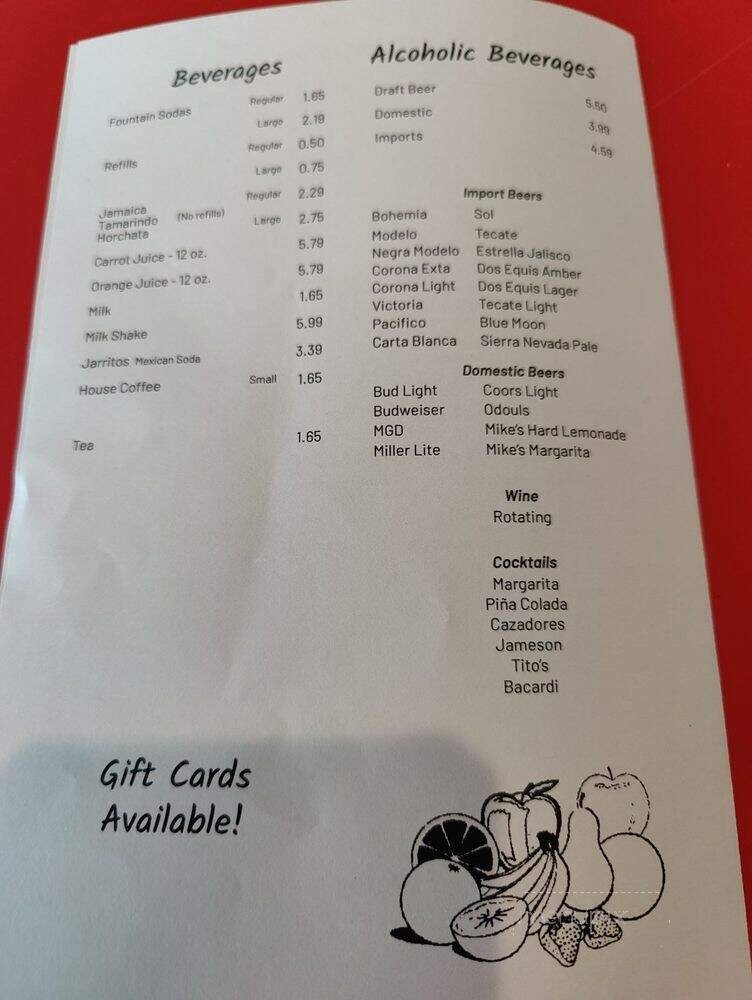 Beverages
Fountain Sodas Regular 1.65
Large 2.19
Refills Regular 0.50
Large 0.75
Jamaica
Tamarindo
Horchata
(No refills) Regular 2.29
Large 2.75
Carrot Juice - 12 oz. 5.79
Orange Juice - 12 oz. 5.79
Milk 1.65
Milk Shake 5.99
Jarritos Mexican Soda 3.39
House Coffee Small 1.65
Tea 1.65
Alcoholic Beverages
Draft Beer 5.50
Domestic 3.99
Imports 4.59
Import Beers
Bohemia Sol
Modelo Tecate
Negra Modelo Estrella Jalisco
Corona Exta Dos Equis Amber
Corona Light Dos Equis Lager
Victoria Tecate Light
Pacifico Blue Moon
Carta Blanca Sierra Nevada Pale
Domestic Beers
Bud Light Coors Light
Budweiser Odouls
MGD Mike's Hard Lemonade
Miller Lite Mike's Margarita
Wine
Rotating
Cocktails
Margarita
Piña Colada
Cazadores
Jameson
Tito's
Bacardi
Gift Cards
Available!